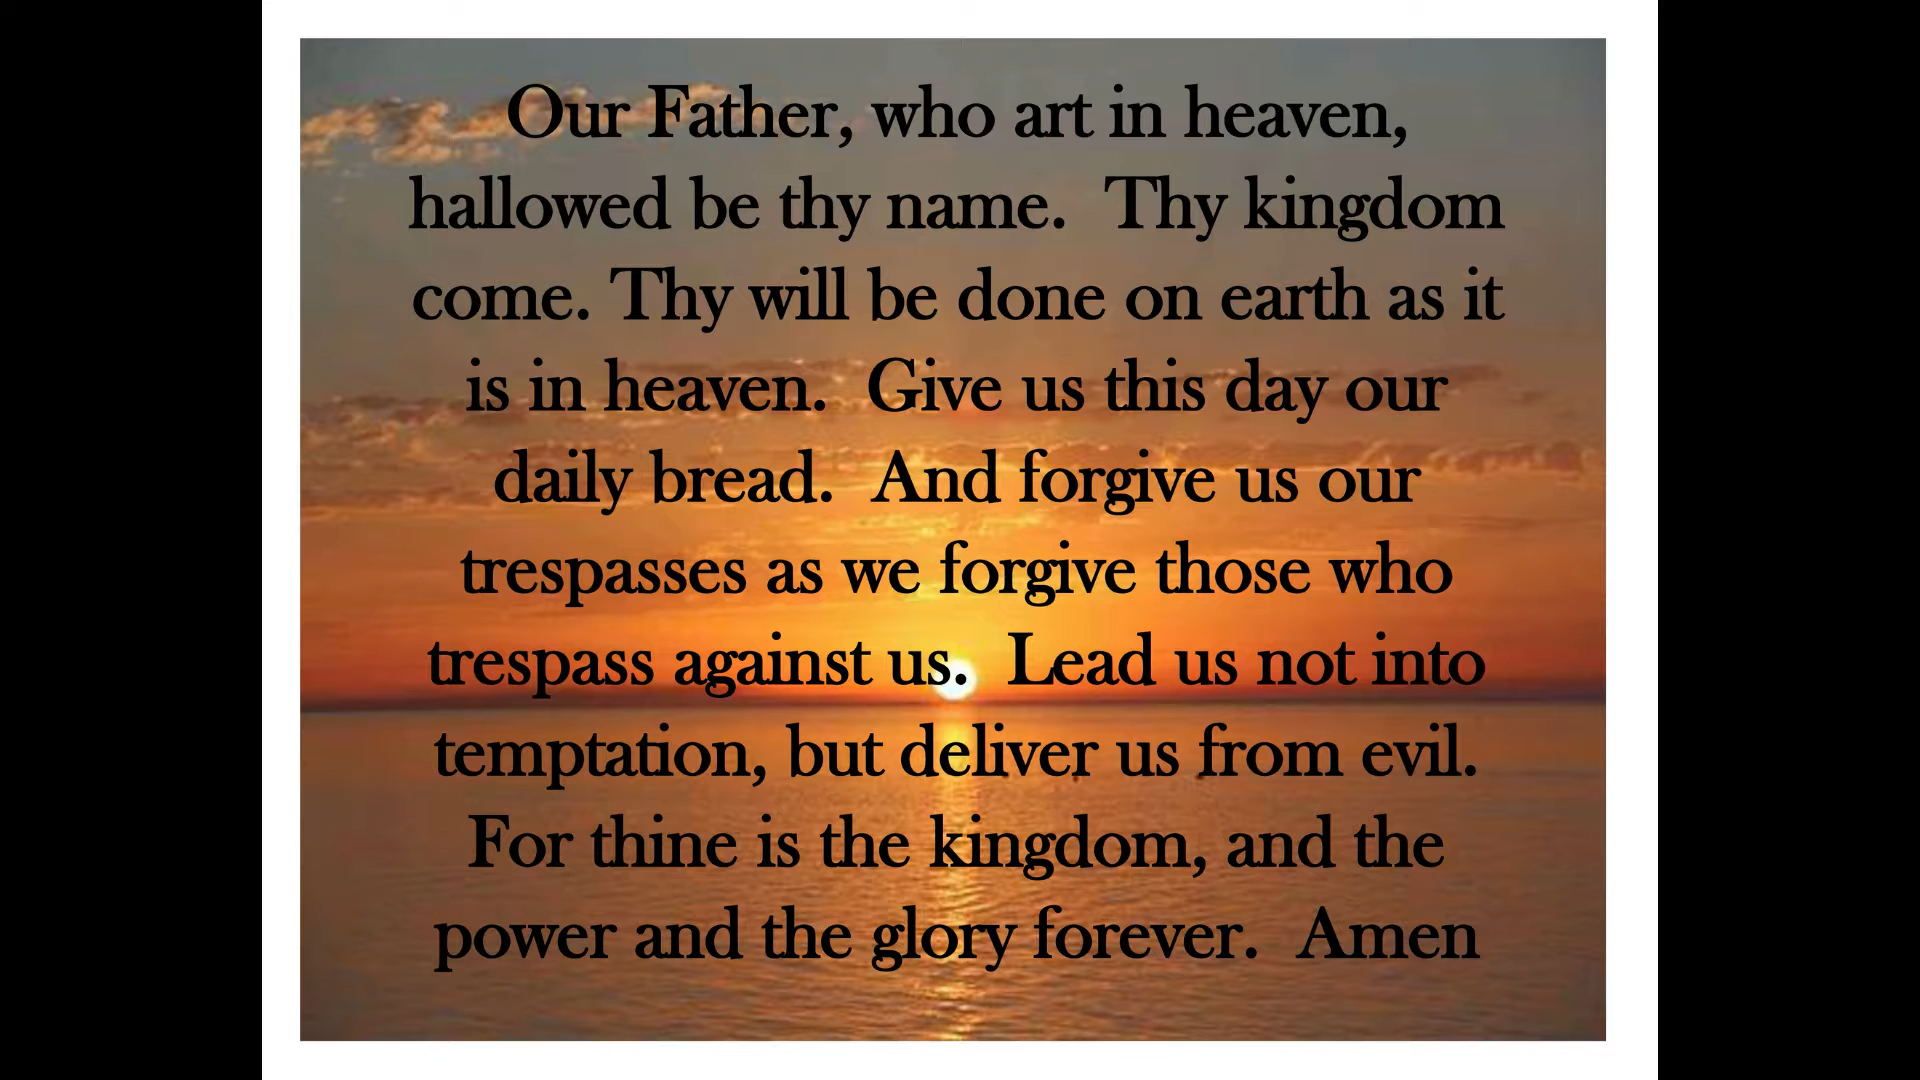 Our Father, who art in heaven,
hallowed be thy name.  Thy kingdom
come. Thy will be done on earth as it
is in heaven.  Give us this day our
daily bread.  And forgive us our
trespasses as we forgive those who
trespass against us.  Lead us not into
temptation, but deliver us from evil.
For thine is the kingdom, and the
power and the glory forever.  Amen